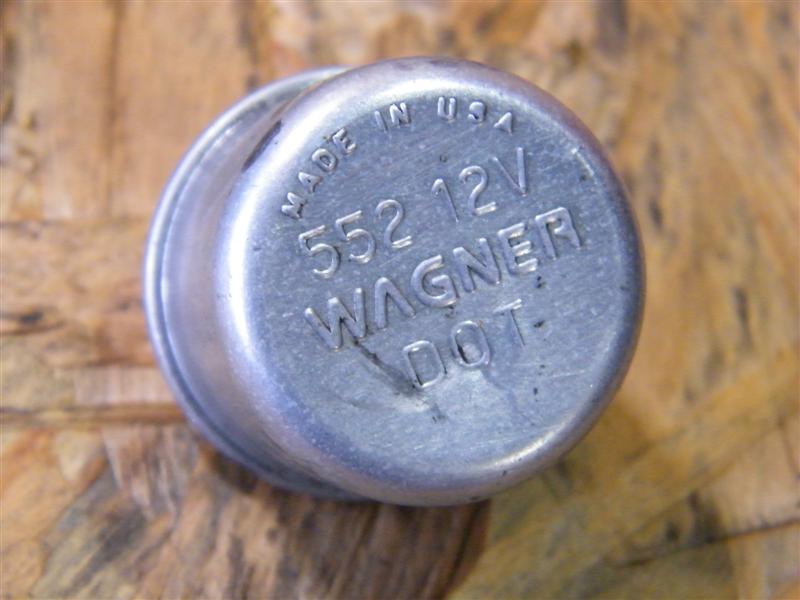 MADE IN USA
552 12V
WAGNER
DOT